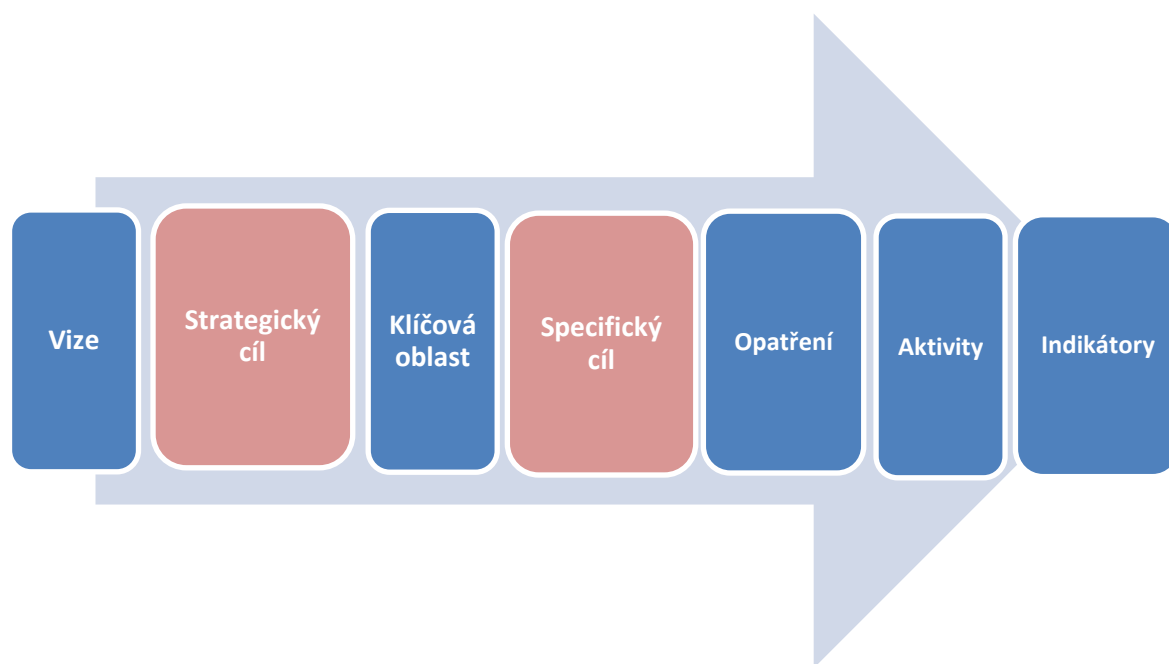 Vize
Strategický
cíl
Klíčová
oblast
Specifický
cíl
Opatření
Aktivity
Indikátory